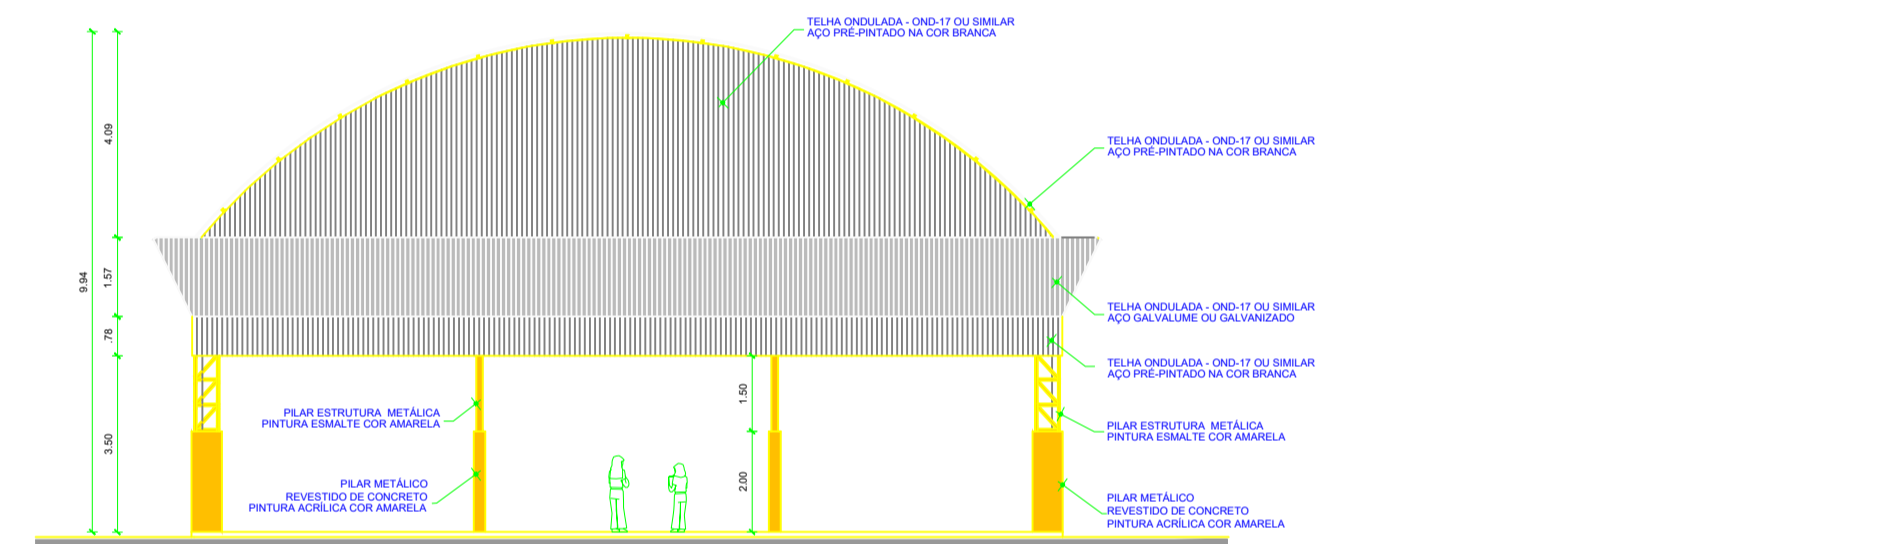 TELHA ONDULADA - OND-17 OU SIMILAR
AÇO PRÉ-PINTADO NA COR BRANCA
4.09
TELHA ONDULADA - OND-17 OU SIMILAR
AÇO PRÉ-PINTADO NA COR BRANCA
9.94
1.57
TELHA ONDULADA - OND-17 OU SIMILAR
AÇO GALVALUME OU GALVANIZADO
.78
TELHA ONDULADA - OND-17 OU SIMILAR
AÇO PRÉ-PINTADO NA COR BRANCA
1.50
PILAR ESTRUTURA METÁLICA
PINTURA ESMALTE COR AMARELA
PILAR ESTRUTURA METÁLICA
PINTURA ESMALTE COR AMARELA
3.50
2.00
PILAR METÁLICO
REVESTIDO DE CONCRETO
PINTURA ACRÍLICA COR AMARELA
PILAR METÁLICO
REVESTIDO DE CONCRETO
PINTURA ACRÍLICA COR AMARELA